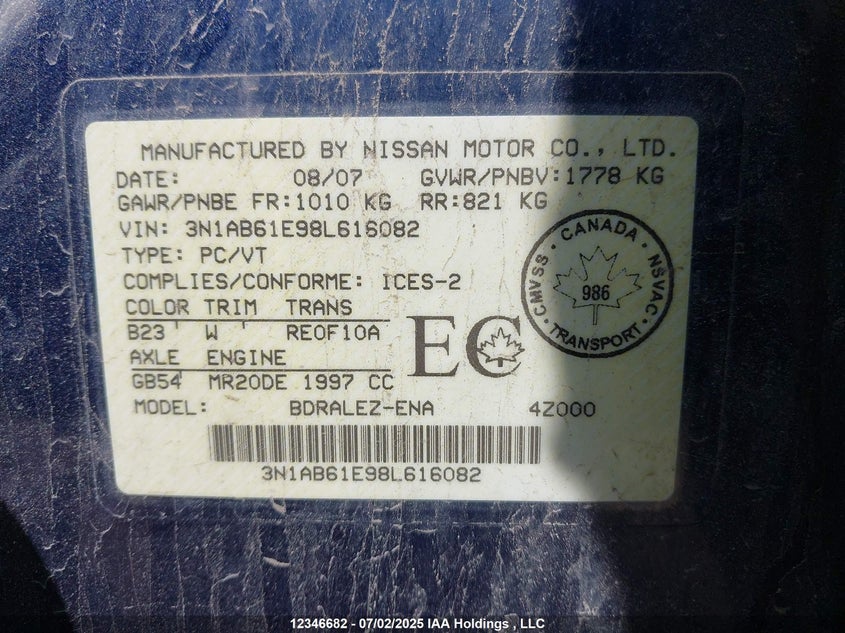 MANUFACTURED BY NISSAN MOTOR CO., LTD.
DATE: 08/07 GVWR/PNBV:1778 KG
GAWR/PNBE FR:1010 KG RR:821 KG
VIN: 3N1AB61E98L616082
TYPE: PC/VT
COMPLIES/CONFORME: ICES-2
COLOR TRIM TRANS
B23 W RE0F10A
AXLE ENGINE
GB54 MR20DE 1997 CC
MODEL: BDRALEZ-ENA 4Z000
EC
CMVSS · CANADA · NSVAC · TRANSPORT ·
986
3N1AB61E98L616082
12346682 - 07/02/2025 IAA Holdings , LLC